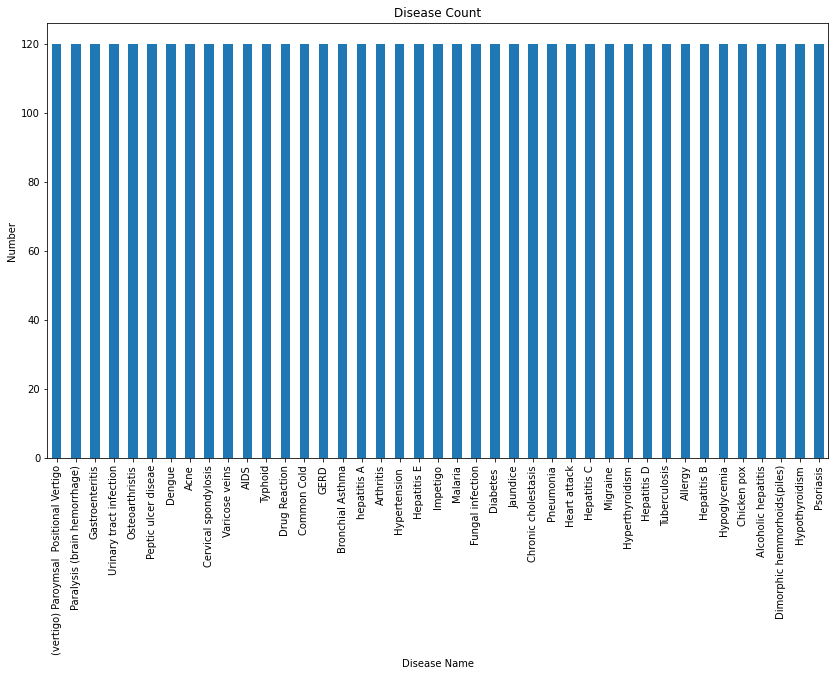 Disease Count
120
100
80
60
40
20
0
Number
(vertigo) Paroymsal  Positional Vertigo
Paralysis (brain hemorrhage)
Gastroenteritis
Urinary tract infection
Osteoarthristis
Peptic ulcer diseae
Dengue
Acne
Cervical spondylosis
Varicose veins
AIDS
Typhoid
Drug Reaction
Common Cold
GERD
Bronchial Asthma
hepatitis A
Arthritis
Hypertension
Hepatitis E
Impetigo
Malaria
Fungal infection
Diabetes
Jaundice
Chronic cholestasis
Pneumonia
Heart attack
Hepatitis C
Migraine
Hyperthyroidism
Hepatitis D
Tuberculosis
Allergy
Hepatitis B
Hypoglycemia
Chicken pox
Alcoholic hepatitis
Dimorphic hemmorhoids(piles)
Hypothyroidism
Psoriasis
Disease Name